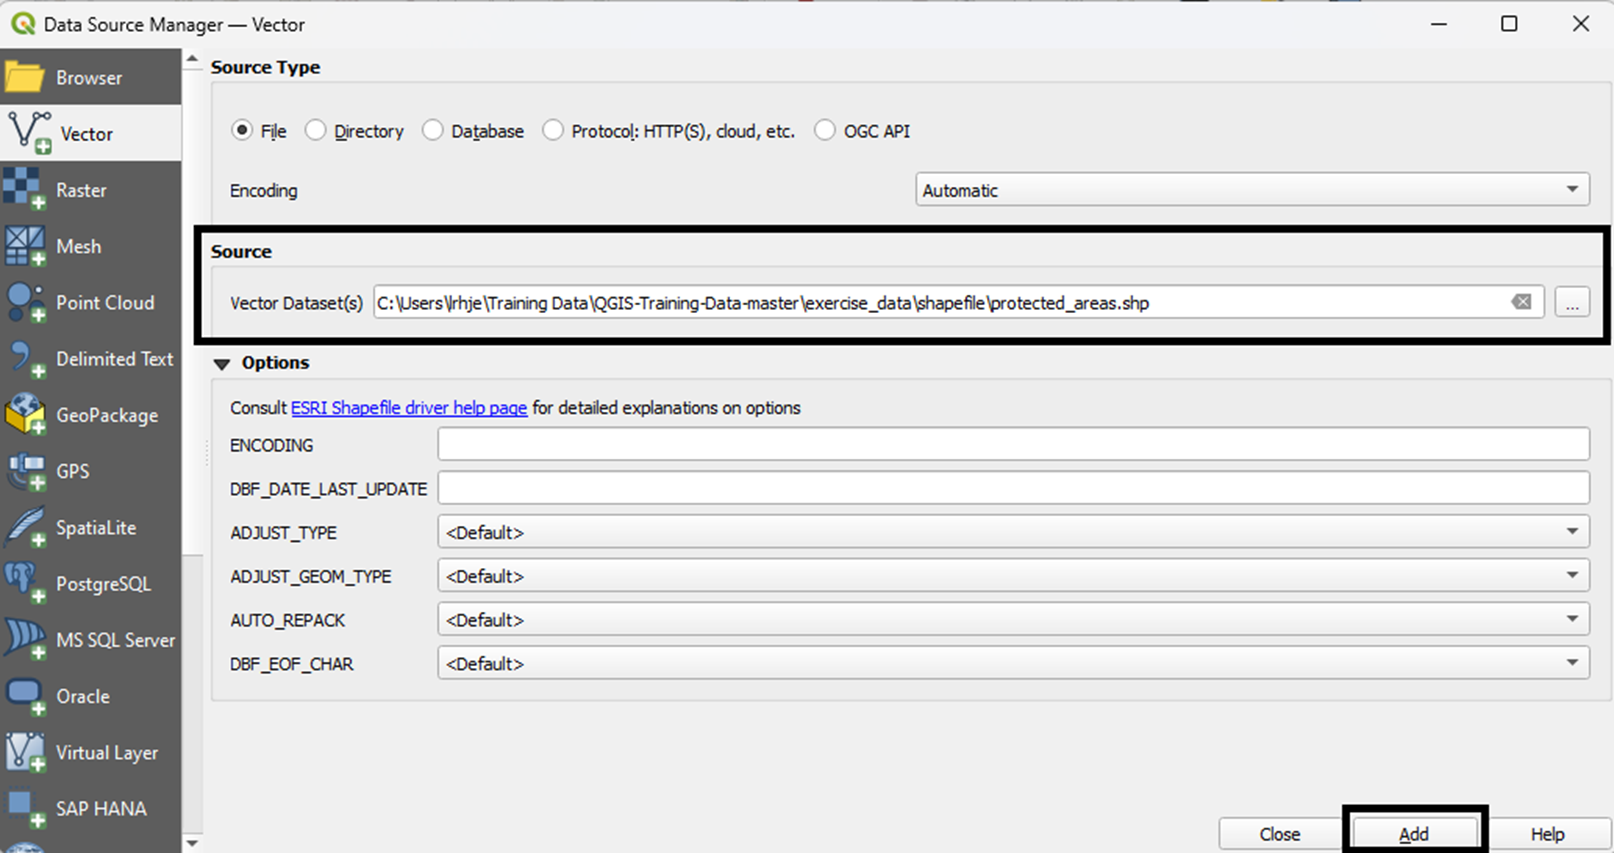 Data Source Manager — Vector
Browser
Vector
Raster
Mesh
Point Cloud
Delimited Text
GeoPackage
GPS
SpatiaLite
PostgreSQL
MS SQL Server
Oracle
Virtual Layer
SAP HANA
Source Type
File Directory Database Protocol: HTTP(S), cloud, etc. OGC API
Encoding Automatic
Source
Vector Dataset(s) C:\Users\lrhje\Training Data\QGIS-Training-Data-master\exercise_data\shapefile\protected_areas.shp ...
Options
Consult ESRI Shapefile driver help page for detailed explanations on options
ENCODING
DBF_DATE_LAST_UPDATE
ADJUST_TYPE <Default>
ADJUST_GEOM_TYPE <Default>
AUTO_REPACK <Default>
DBF_EOF_CHAR <Default>
Close Add Help